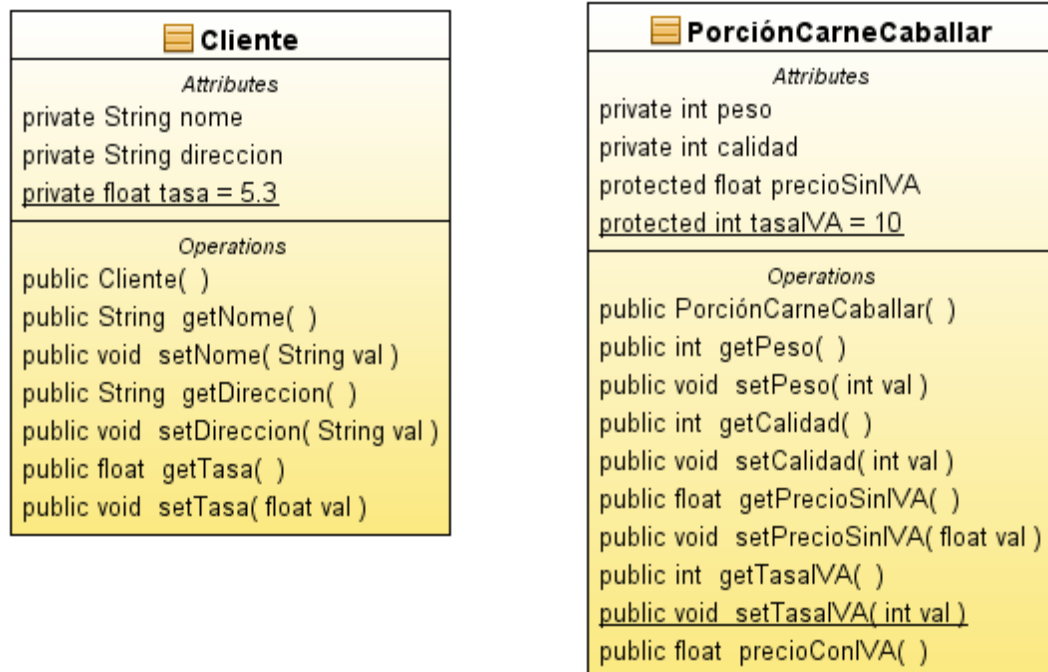 Cliente
Attributes
private String nome
private String direccion
private float tasa = 5.3
Operations
public Cliente( )
public String getNome( )
public void setNome( String val )
public String getDireccion( )
public void setDireccion( String val )
public float getTasa( )
public void setTasa( float val )
PorciónCarneCaballar
Attributes
private int peso
private int calidad
protected float precioSinIVA
protected int tasaIVA = 10
Operations
public PorciónCarneCaballar( )
public int getPeso( )
public void setPeso( int val )
public int getCalidad( )
public void setCalidad( int val )
public float getPrecioSinIVA( )
public void setPrecioSinIVA( float val )
public int getTasaIVA( )
public void setTasaIVA( int val )
public float precioConIVA( )